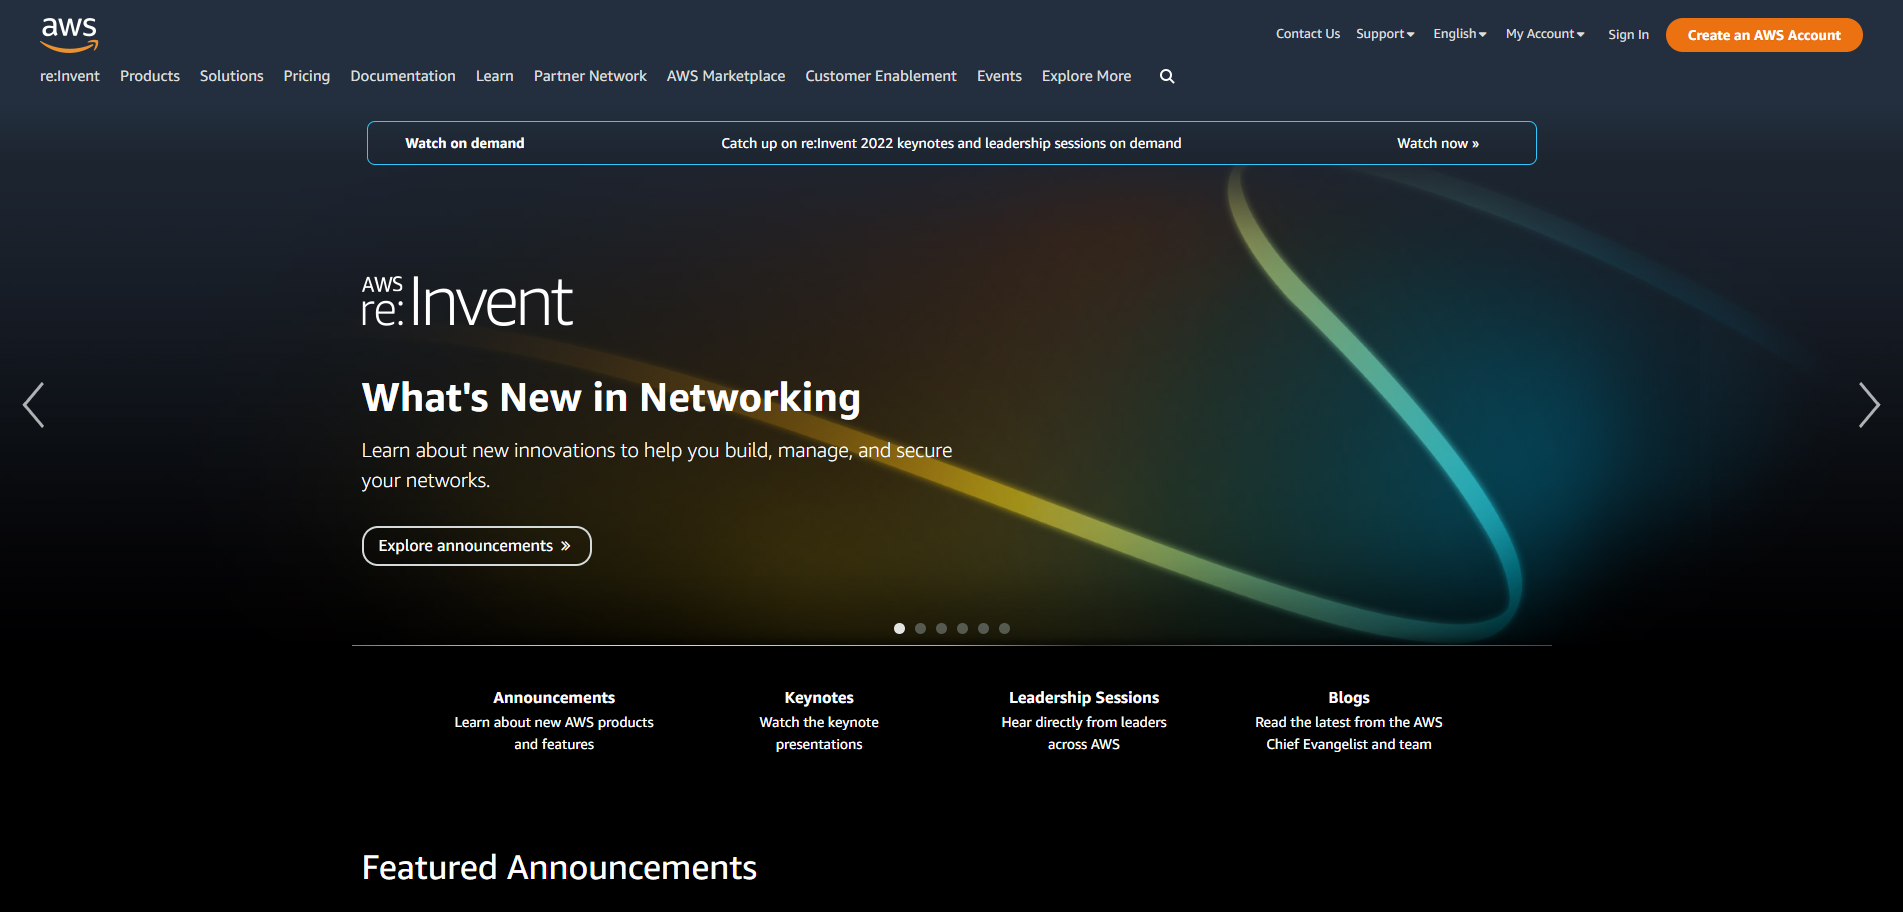 aws
Contact Us Support English My Account Sign In Create an AWS Account
re:Invent Products Solutions Pricing Documentation Learn Partner Network AWS Marketplace Customer Enablement Events Explore More
Watch on demand Catch up on re:Invent 2022 keynotes and leadership sessions on demand Watch now »
AWS
re:Invent
What's New in Networking
Learn about new innovations to help you build, manage, and secure
your networks.
Explore announcements »
Announcements
Learn about new AWS products
and features
Keynotes
Watch the keynote
presentations
Leadership Sessions
Hear directly from leaders
across AWS
Blogs
Read the latest from the AWS
Chief Evangelist and team
Featured Announcements